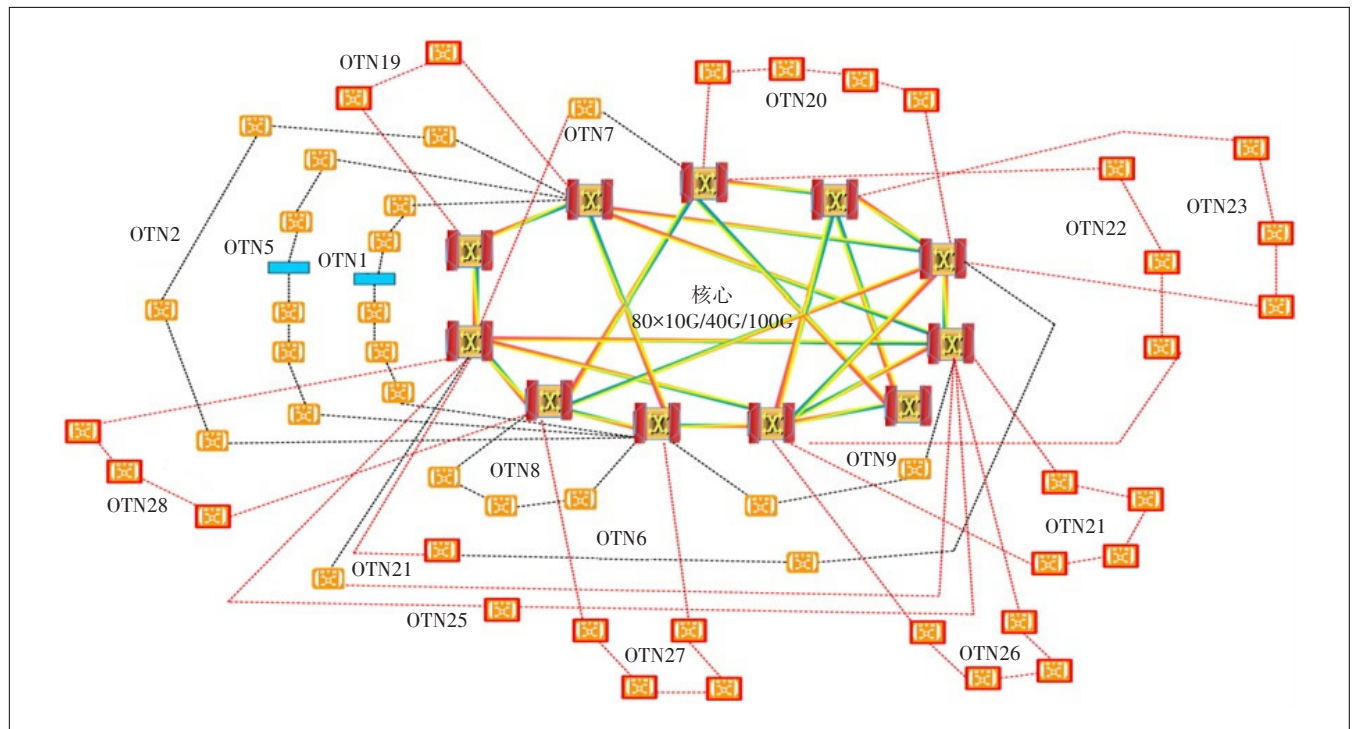 OTN19
OTN20
OTN7
OTN2
OTN5
OTN1
OTN22
OTN23
核心
80×10G/40G/100G
OTN8
OTN9
OTN28
OTN6
OTN21
OTN21
OTN25
OTN27
OTN26